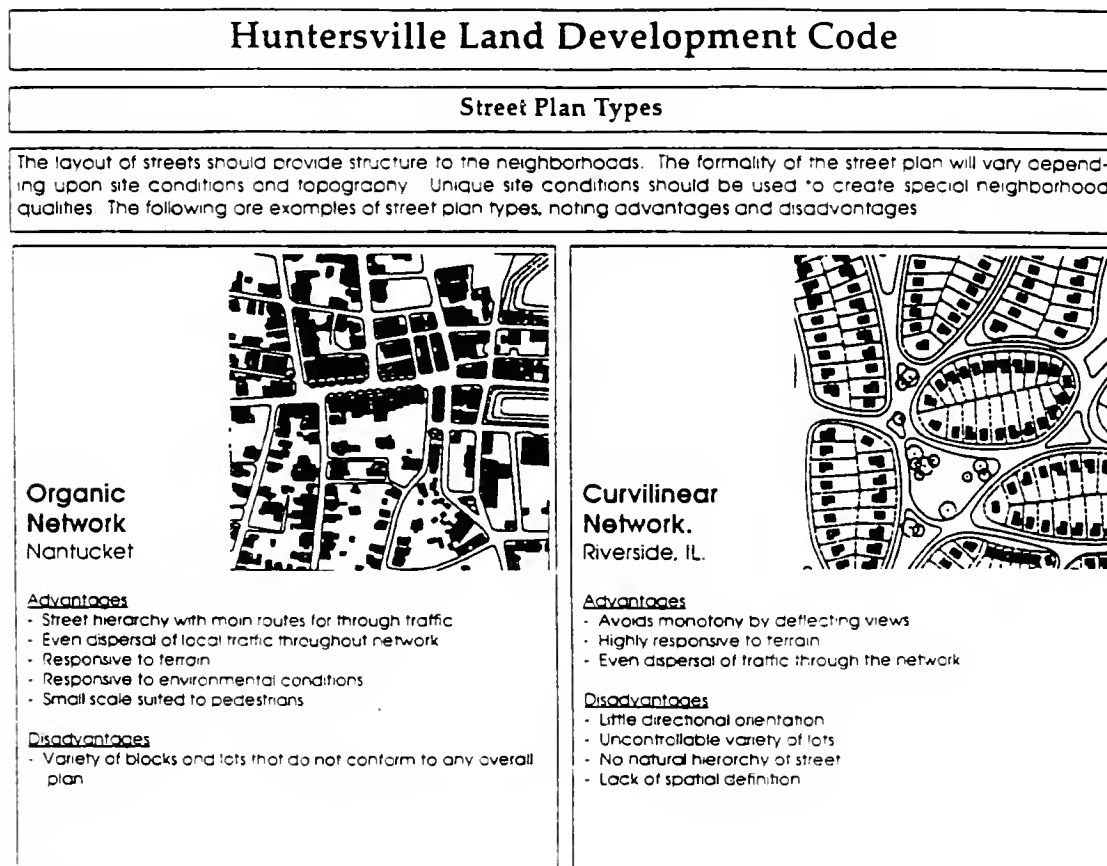 Huntersville Land Development Code
Street Plan Types
The layout of streets should provide structure to the neighborhoods. The formality of the street plan will vary depend-
ing upon site conditions and topography Unique site conditions should be used to create special neighborhood
qualities. The following are examples of street plan types, noting advantages and disadvantages
Organic
Network
Nantucket
Advantages
- Street hierarchy with main routes for through traffic
- Even dispersal of local traffic throughout network
- Responsive to terrain
- Responsive to environmental conditions
- Small scale suited to pedestrians
Disadvantages
- Variety of blocks and lots that do not conform to any overall
plan
Curvilinear
Network.
Riverside, IL.
Advantages
- Avoids monotony by deflecting views
- Highly responsive to terrain
- Even dispersal of traffic through the network
Disadvantages
- Little directional orientation
- Uncontrollable variety of lots
- No natural hierarchy of street
- Lack of spatial definition